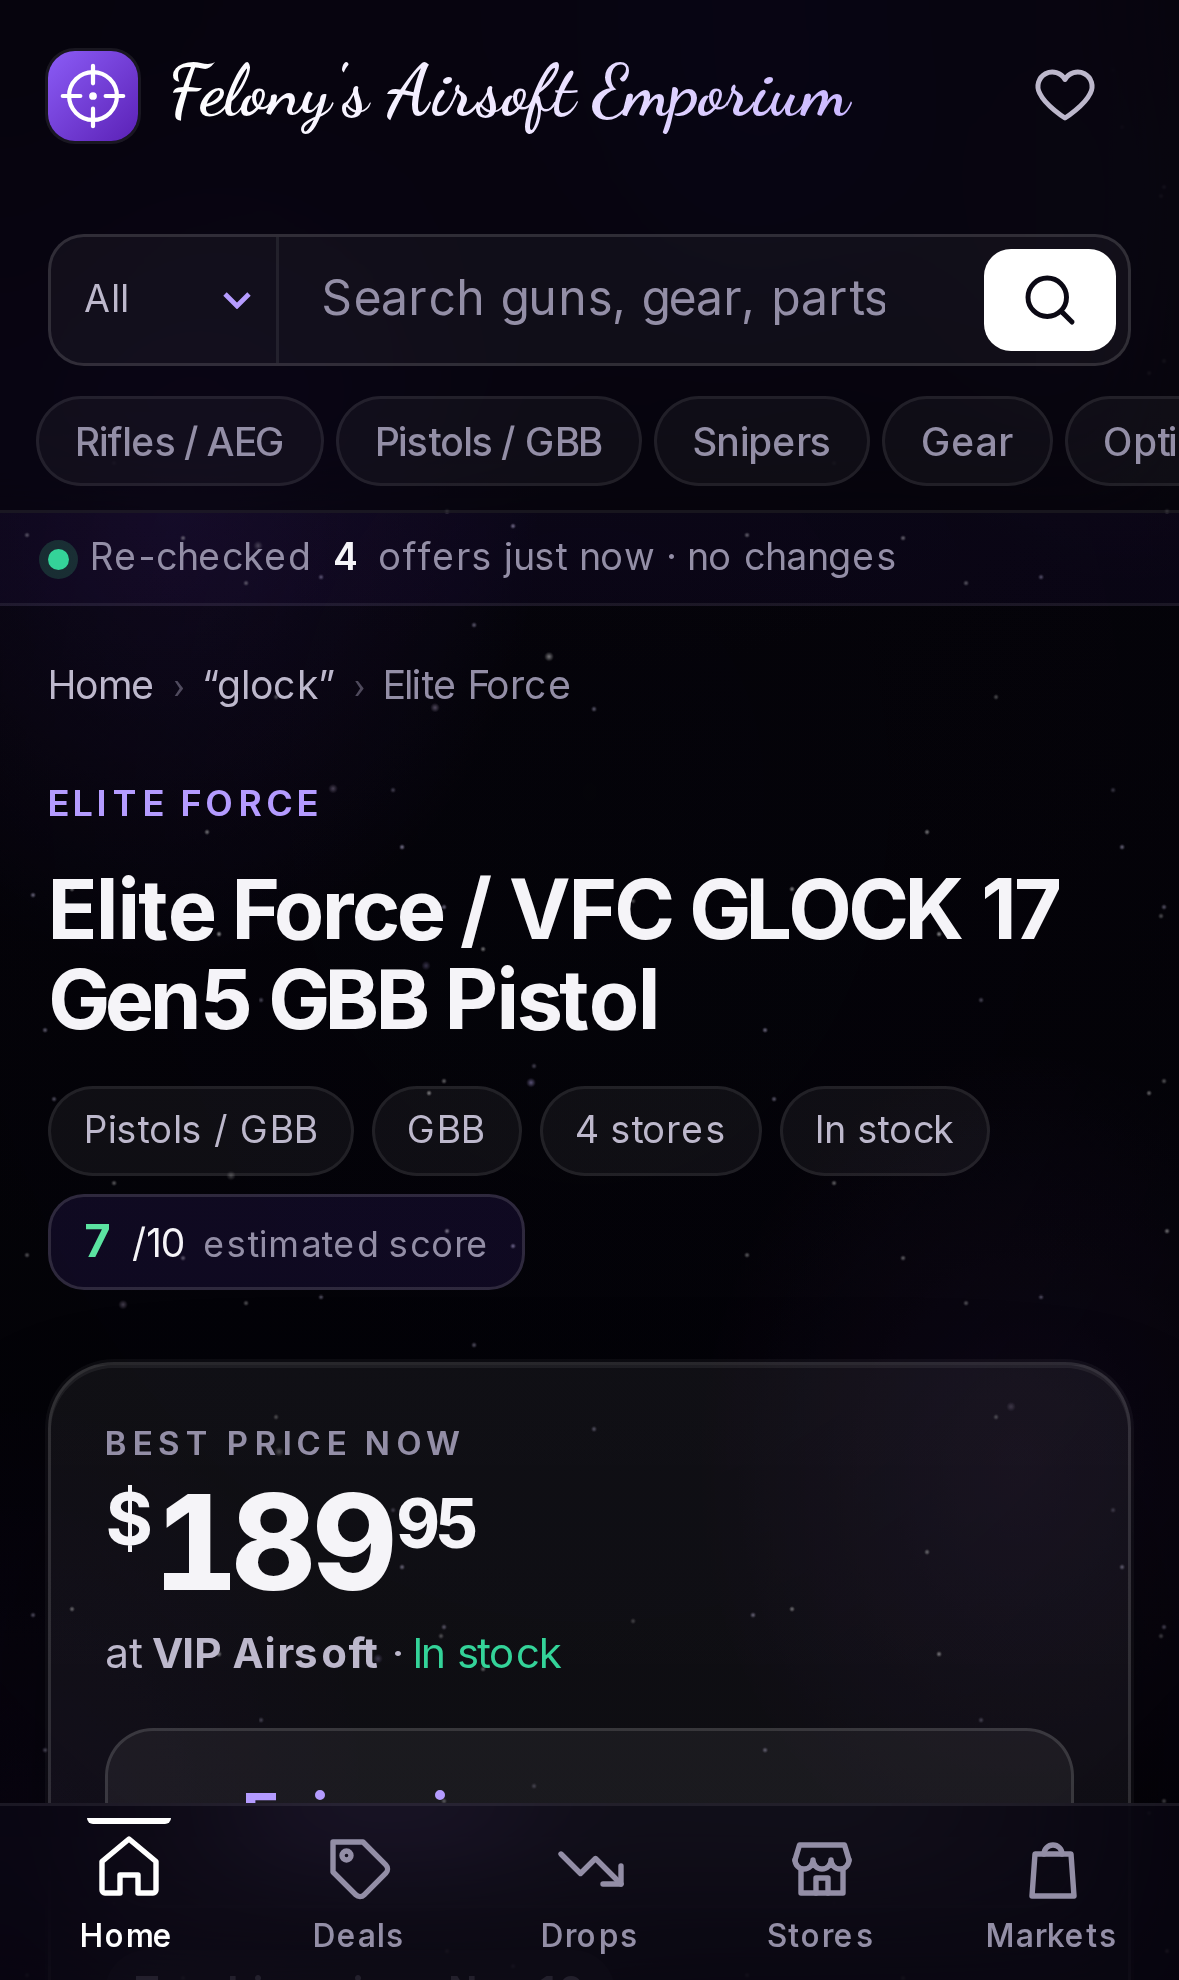 Felony's Airsoft Emporium
All
Search guns, gear, parts
Rifles / AEG
Pistols / GBB
Snipers
Gear
Opti
Re-checked 4 offers just now · no changes
Home › “glock” › Elite Force
ELITE FORCE
Elite Force / VFC GLOCK 17
Gen5 GBB Pistol
Pistols / GBB
GBB
4 stores
In stock
7 /10 estimated score
BEST PRICE NOW
$18995
at VIP Airsoft · In stock
Home
Deals
Drops
Stores
Markets